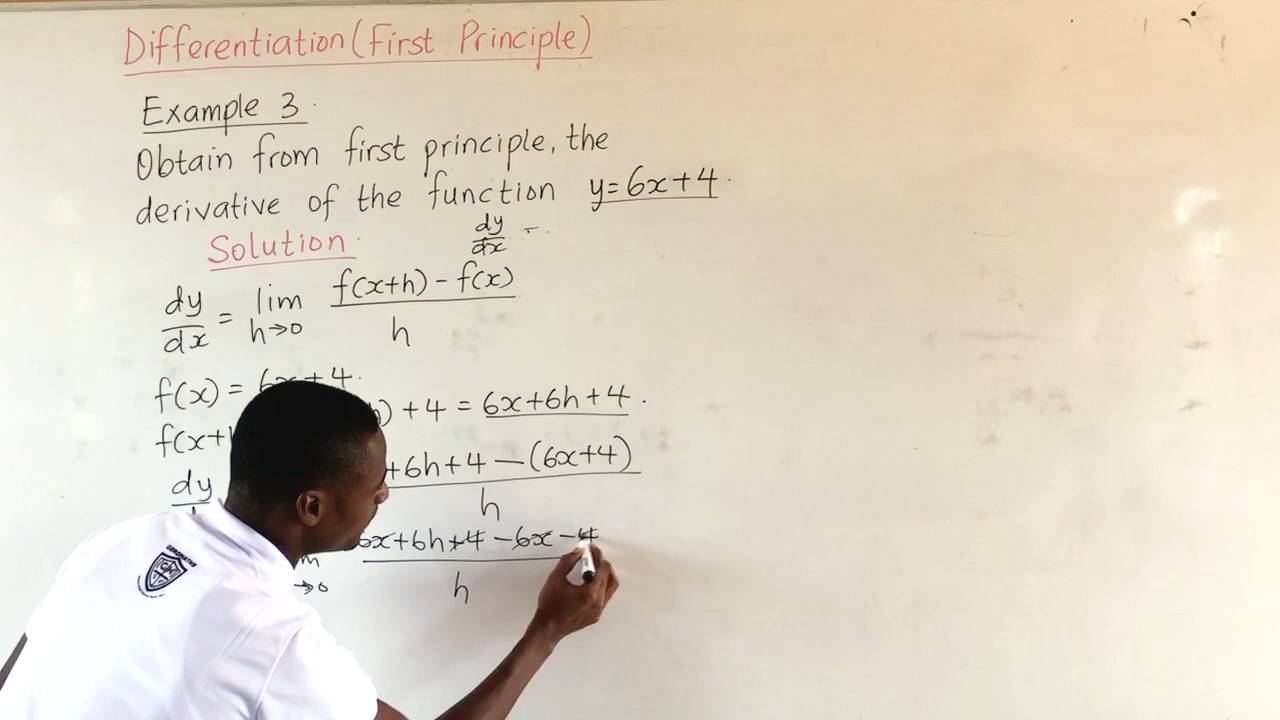 Differentiation (First Principle)
Example 3.
Obtain from first principle, the
derivative of the function y=6x+4.
Solution.
dy
dx
=
dy/dx = lim h→0 f(x+h) - f(x) / h
f(x) = 6x+4.
f(x+ ) + 4 = 6x+6h+4.
dy +6h+4 — (6x+4)
h
6x+6h+4 - 6x - 4
→0 h